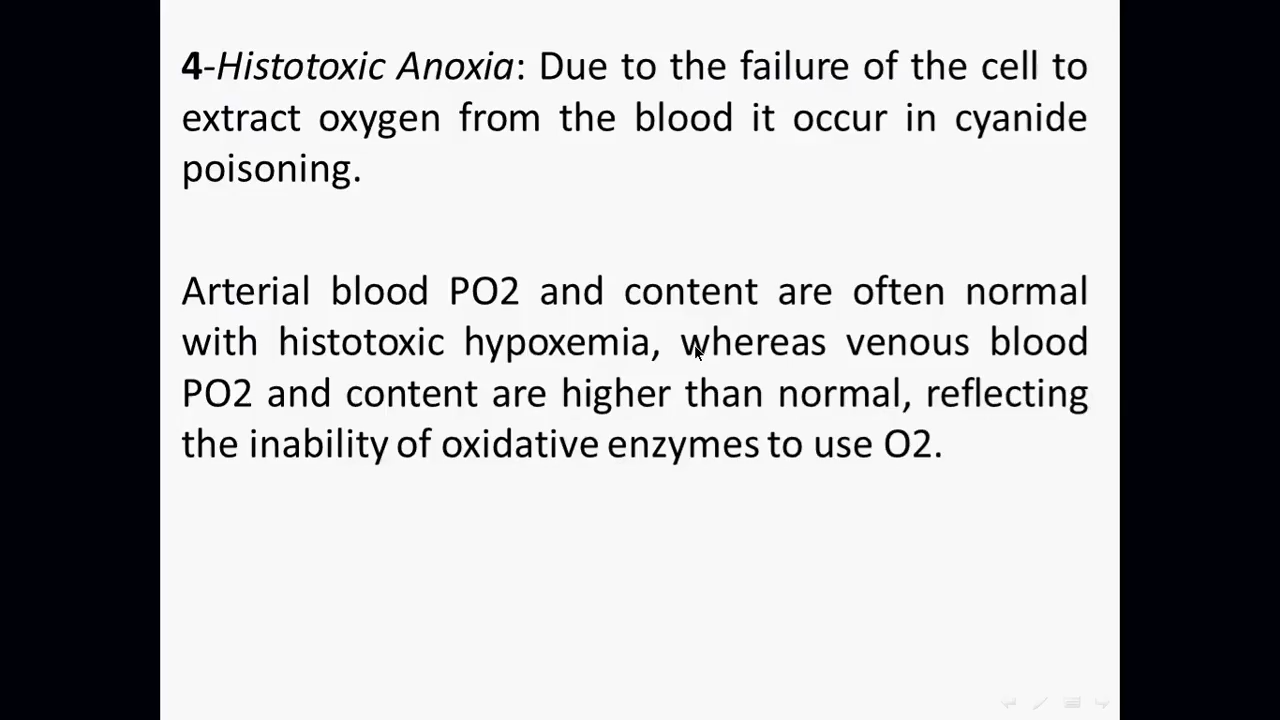 4-Histotoxic Anoxia: Due to the failure of the cell to
extract oxygen from the blood it occur in cyanide
poisoning.
Arterial blood PO2 and content are often normal
with histotoxic hypoxemia, whereas venous blood
PO2 and content are higher than normal, reflecting
the inability of oxidative enzymes to use O2.